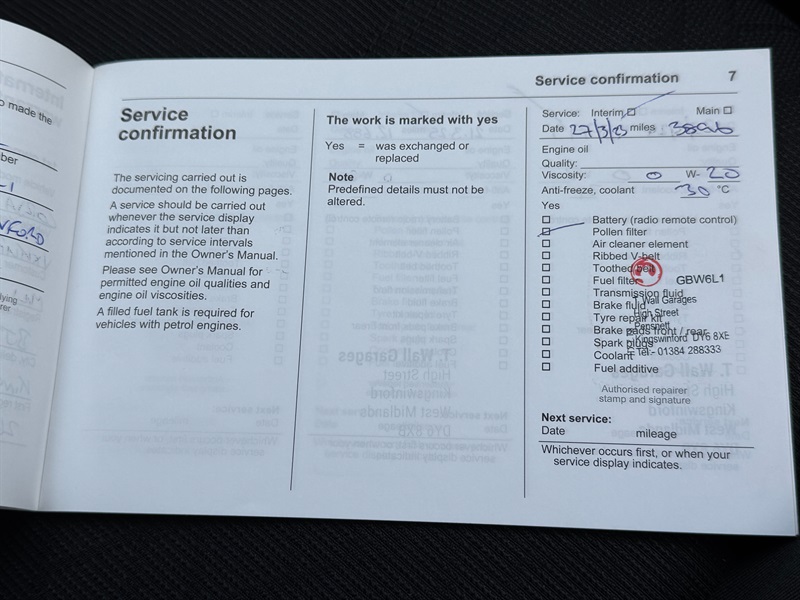 o made the
ber
Service confirmation 7
Service
confirmation
The servicing carried out is
documented on the following pages.
A service should be carried out
whenever the service display
indicates it but not later than
according to service intervals
mentioned in the Owner's Manual.
Please see Owner's Manual for
permitted engine oil qualities and
engine oil viscosities.
A filled fuel tank is required for
vehicles with petrol engines.
The work is marked with yes
Yes = was exchanged or
replaced
Note
Predefined details must not be
altered.
Service: Interim Main
Date 27/3/23 miles
Engine oil
Quality:
Viscosity: 0 W- 20
Anti-freeze, coolant -30 °C
Yes
Battery (radio remote control)
Pollen filter
Air cleaner element
Ribbed V-belt
Toothed belt
Fuel filter GBW6L1
Transmission fluid
Wall Garages
Brake fluid
High Street
Tyre repair kit
Pensnett
Brake pads front / rear
Kingswinford DY6 8XE
Spark plugs
Tel:- 01384 288333
Coolant
Fuel additive
Authorised repairer
stamp and signature
Next service:
Date mileage
Whichever occurs first, or when your
service display indicates.